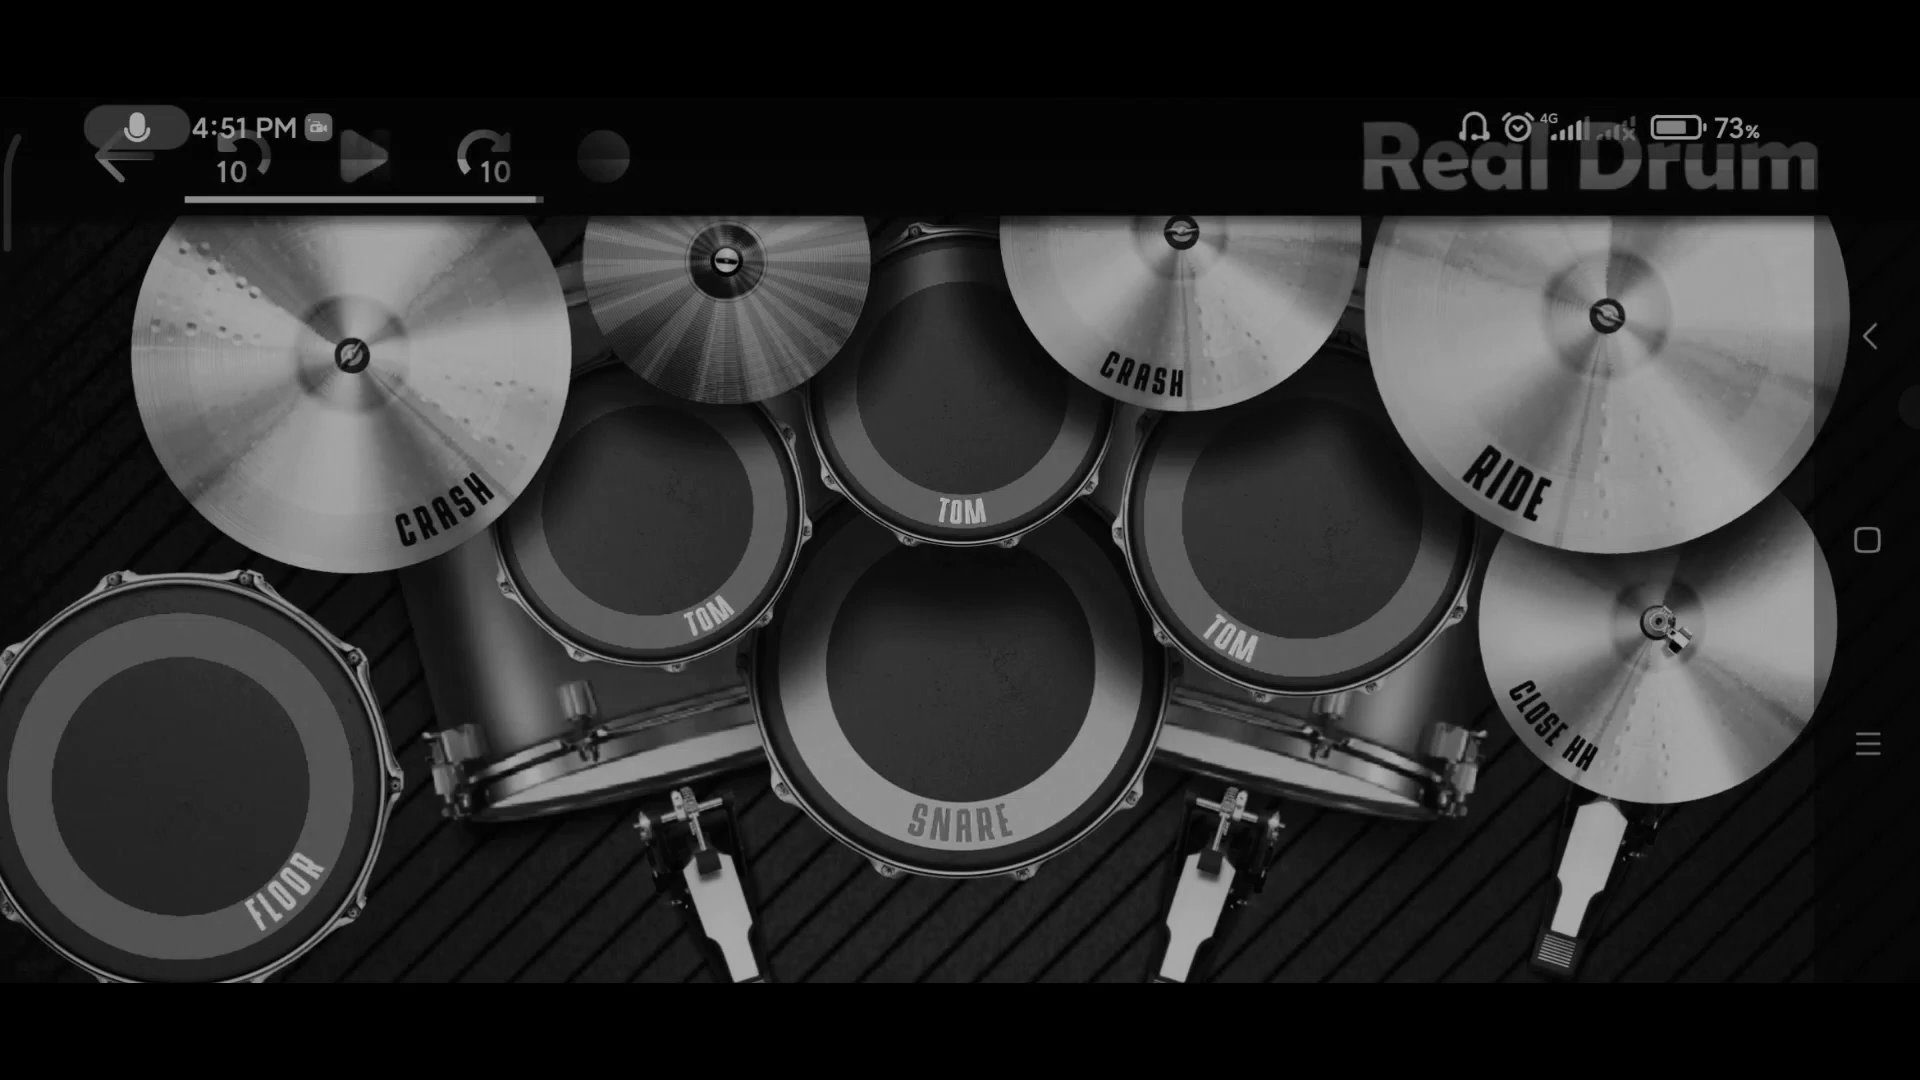 4:51 PM
4G
73%
10
10
Real Drum
CRASH
CRASH
RIDE
TOM
TOM
TOM
CLOSE HH
SNARE
FLOOR